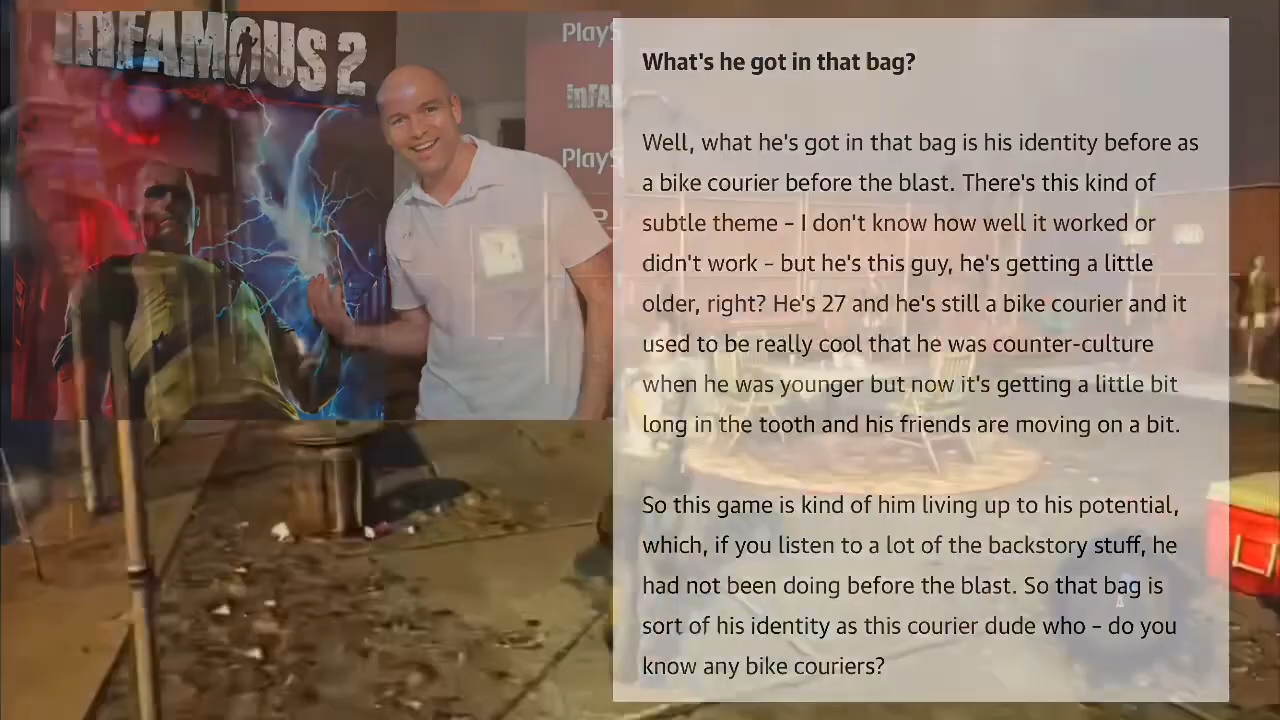 inFAMOUS 2
PlayS
inFA
PlayS
What's he got in that bag?
Well, what he's got in that bag is his identity before as
a bike courier before the blast. There's this kind of
subtle theme – I don't know how well it worked or
didn't work – but he's this guy, he's getting a little
older, right? He's 27 and he's still a bike courier and it
used to be really cool that he was counter-culture
when he was younger but now it's getting a little bit
long in the tooth and his friends are moving on a bit.
So this game is kind of him living up to his potential,
which, if you listen to a lot of the backstory stuff, he
had not been doing before the blast. So that bag is
sort of his identity as this courier dude who – do you
know any bike couriers?